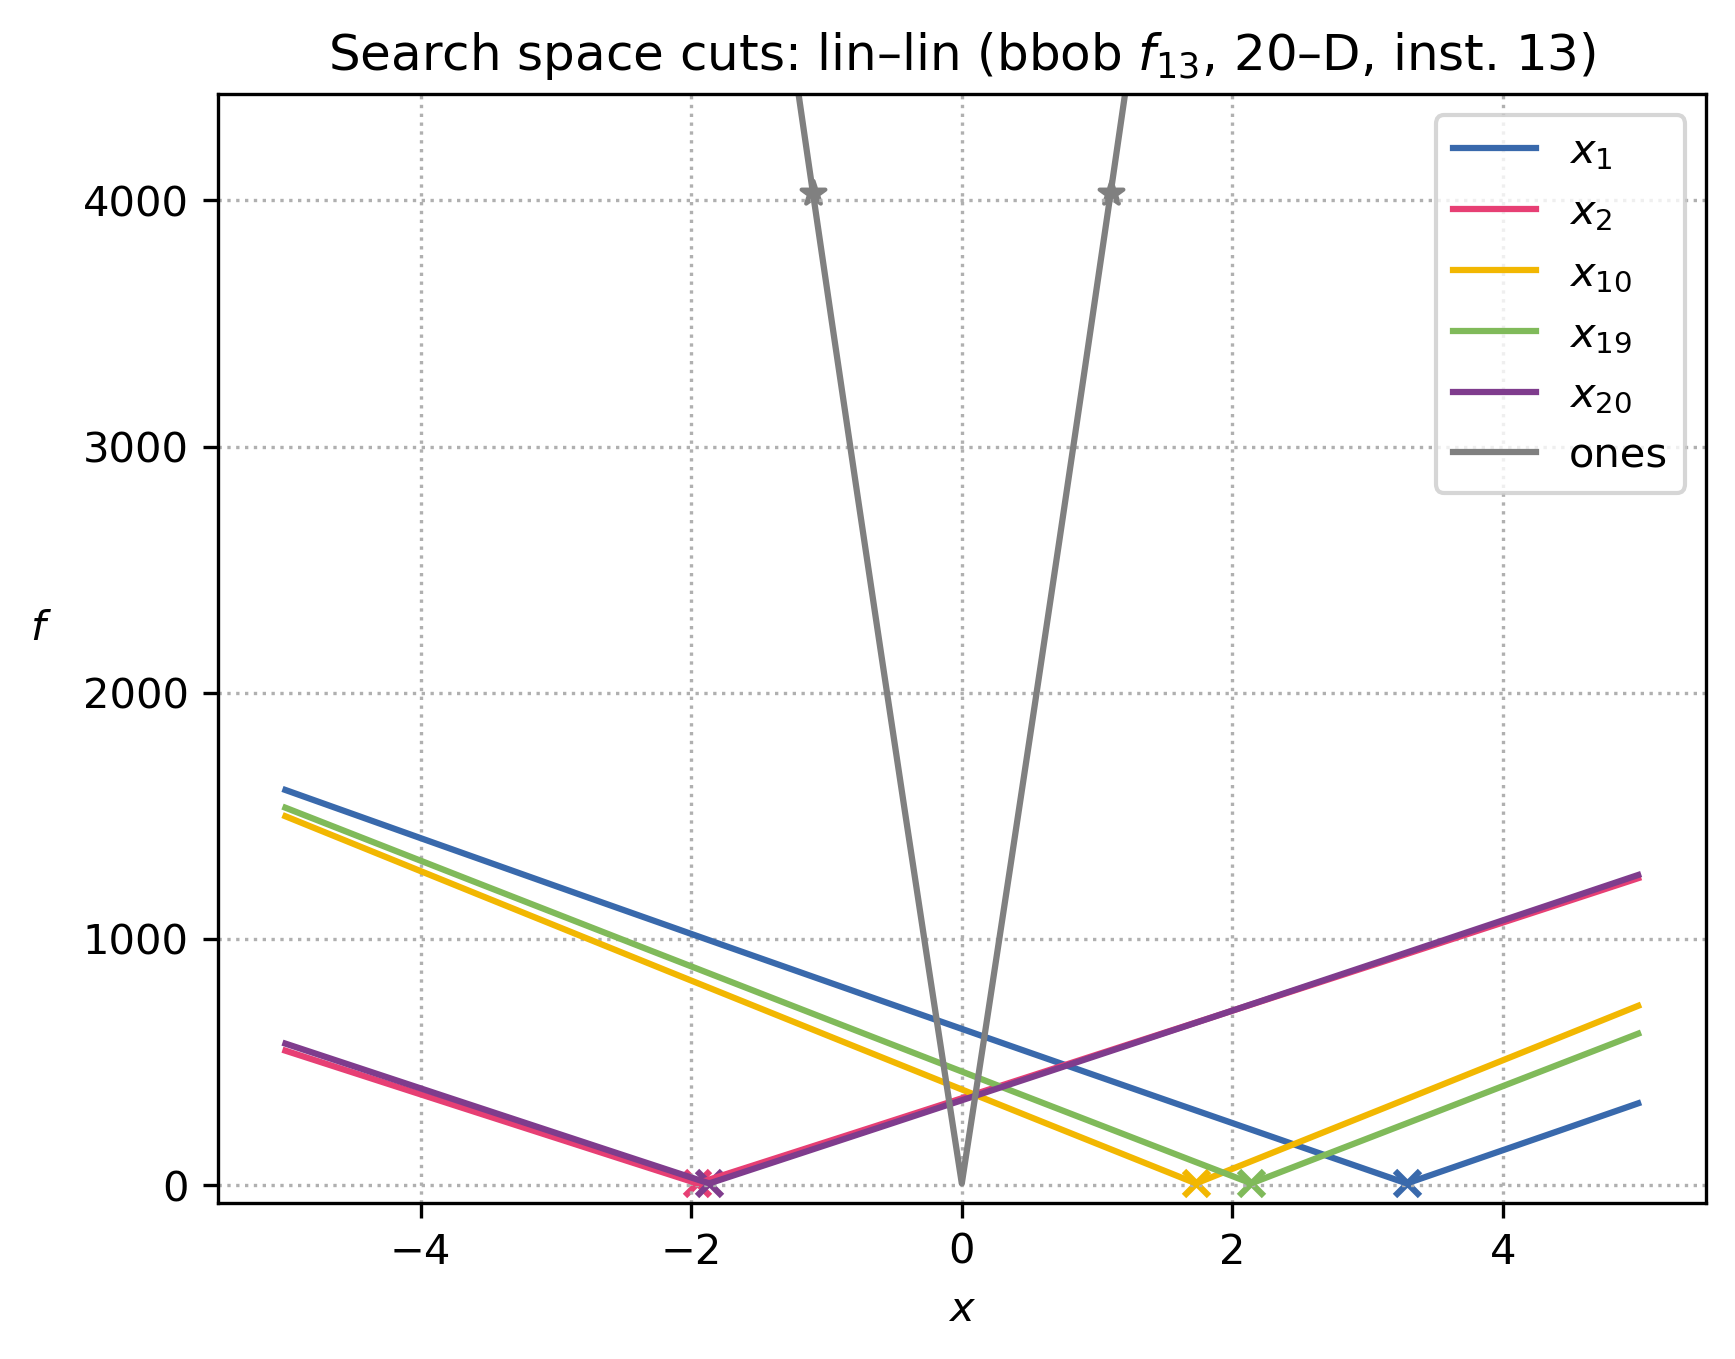 Search space cuts: lin–lin (bbob f₁₃, 20–D, inst. 13)
x₁
x₂
x₁₀
x₁₉
x₂₀
ones
4000
3000
2000
1000
0
f
−4 −2 0 2 4
x